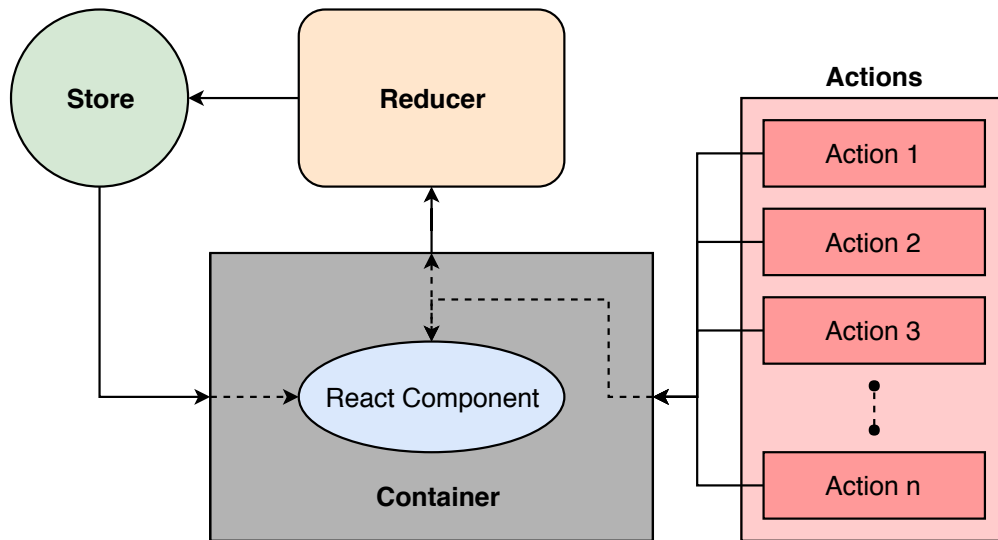 Store
Reducer
Actions
Action 1
Action 2
Action 3
Action n
React Component
Container